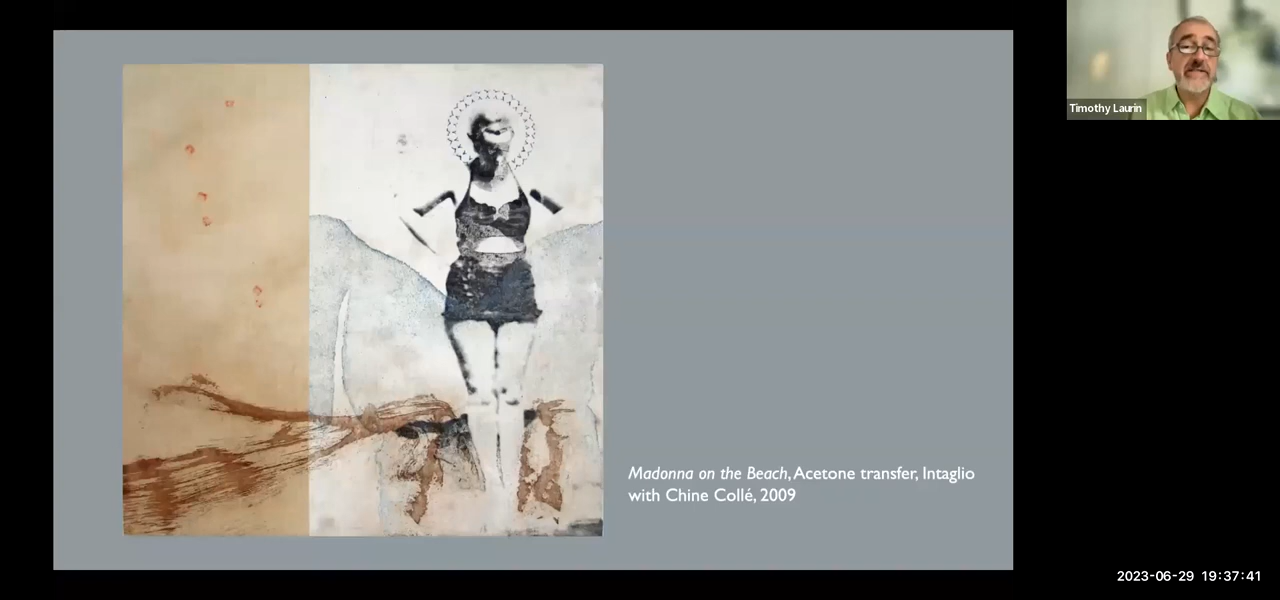 Timothy Laurin
Madonna on the Beach, Acetone transfer, Intaglio
with Chine Collé, 2009
2023-06-29 19:37:41